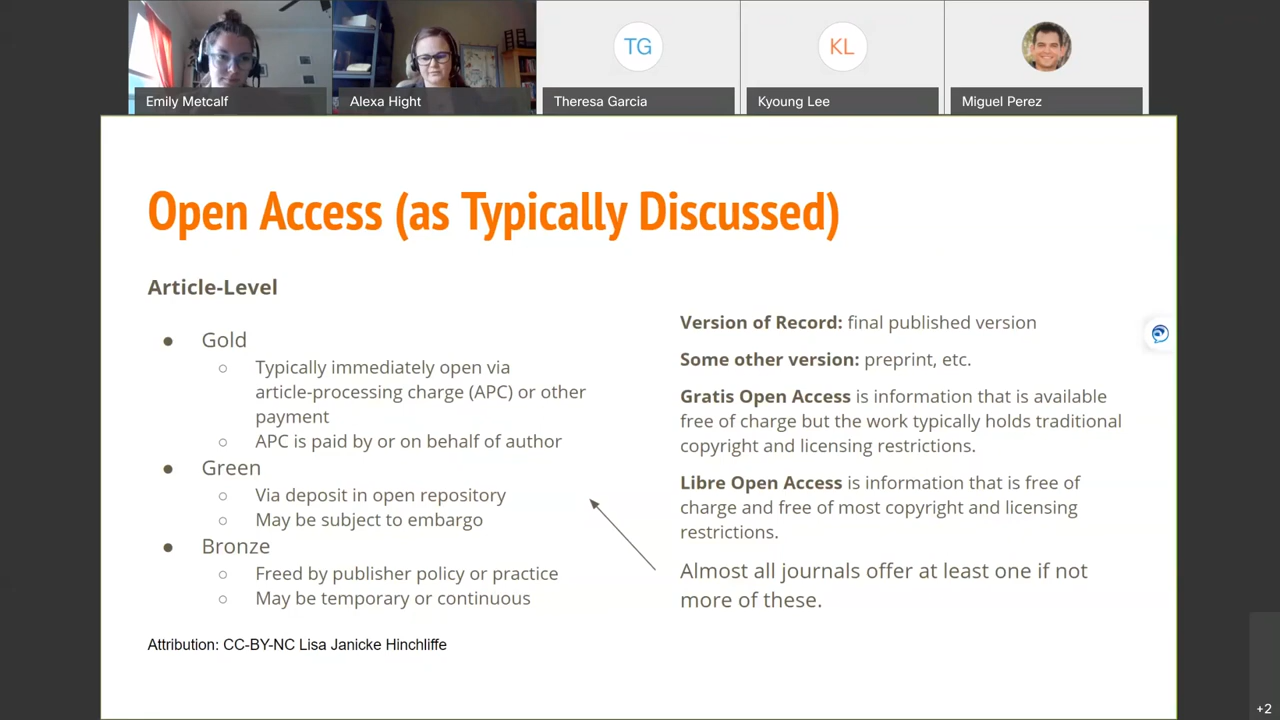 TG
KL
Emily Metcalf
Alexa Hight
Theresa Garcia
Kyoung Lee
Miguel Perez
Open Access (as Typically Discussed)
Article-Level
● Gold
○ Typically immediately open via
article-processing charge (APC) or other
payment
○ APC is paid by or on behalf of author
● Green
○ Via deposit in open repository
○ May be subject to embargo
● Bronze
○ Freed by publisher policy or practice
○ May be temporary or continuous
Attribution: CC-BY-NC Lisa Janicke Hinchliffe
Version of Record: final published version
Some other version: preprint, etc.
Gratis Open Access is information that is available
free of charge but the work typically holds traditional
copyright and licensing restrictions.
Libre Open Access is information that is free of
charge and free of most copyright and licensing
restrictions.
Almost all journals offer at least one if not
more of these.
+2